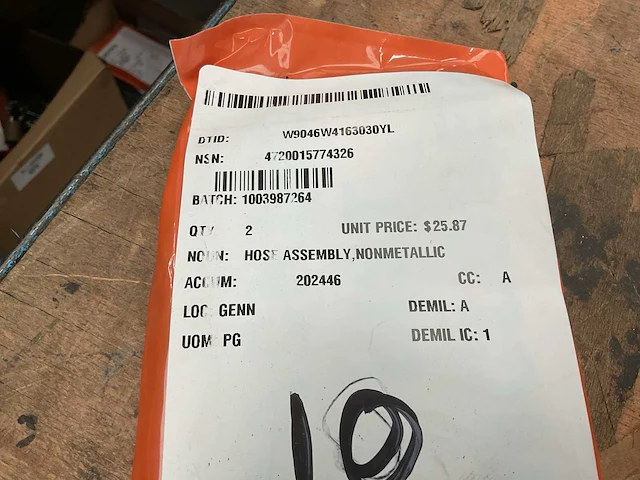 DTID: W9046W4163030YL
NSN: 4720015774326
BATCH: 1003987264
QTY 2 UNIT PRICE: $25.87
NOUN: HOSE ASSEMBLY,NONMETALLIC
ACCUM: 202446 CC: A
LOC GENN DEMIL: A
UOM PG DEMIL IC: 1
10